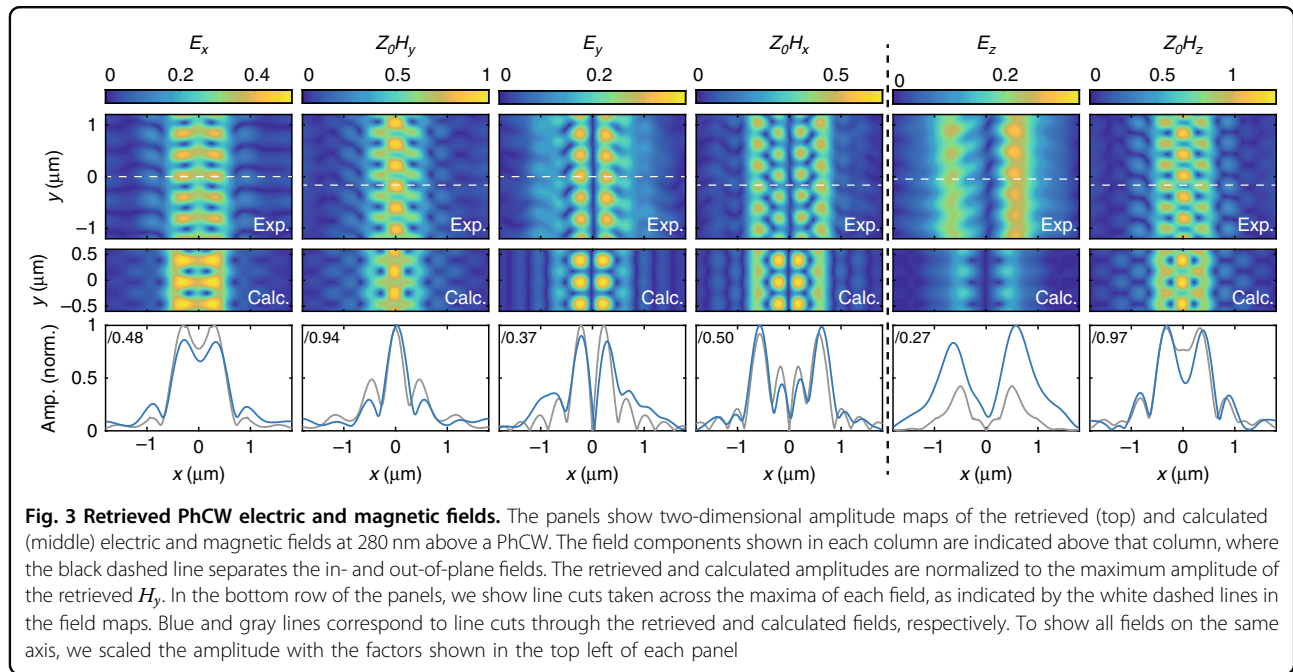 Eₓ Z₀Hᵧ Eᵧ Z₀Hₓ E_z Z₀H_z
0 0.2 0.4 0 0.5 1 0 0.2 0 0.5 0 0.2 0 0.5 1
y (μm)
1
0
−1
Exp. Exp. Exp. Exp. Exp. Exp.
y (μm)
0.5
0
−0.5
Calc. Calc. Calc. Calc. Calc. Calc.
Amp. (norm.)
1
0.5
0
/0.48 /0.94 /0.37 /0.50 /0.27 /0.97
−1 0 1 −1 0 1 −1 0 1 −1 0 1 −1 0 1 −1 0 1
x (μm) x (μm) x (μm) x (μm) x (μm) x (μm)
Fig. 3 Retrieved PhCW electric and magnetic fields. The panels show two-dimensional amplitude maps of the retrieved (top) and calculated
(middle) electric and magnetic fields at 280 nm above a PhCW. The field components shown in each column are indicated above that column, where
the black dashed line separates the in- and out-of-plane fields. The retrieved and calculated amplitudes are normalized to the maximum amplitude of
the retrieved Hᵧ. In the bottom row of the panels, we show line cuts taken across the maxima of each field, as indicated by the white dashed lines in
the field maps. Blue and gray lines correspond to line cuts through the retrieved and calculated fields, respectively. To show all fields on the same
axis, we scaled the amplitude with the factors shown in the top left of each panel